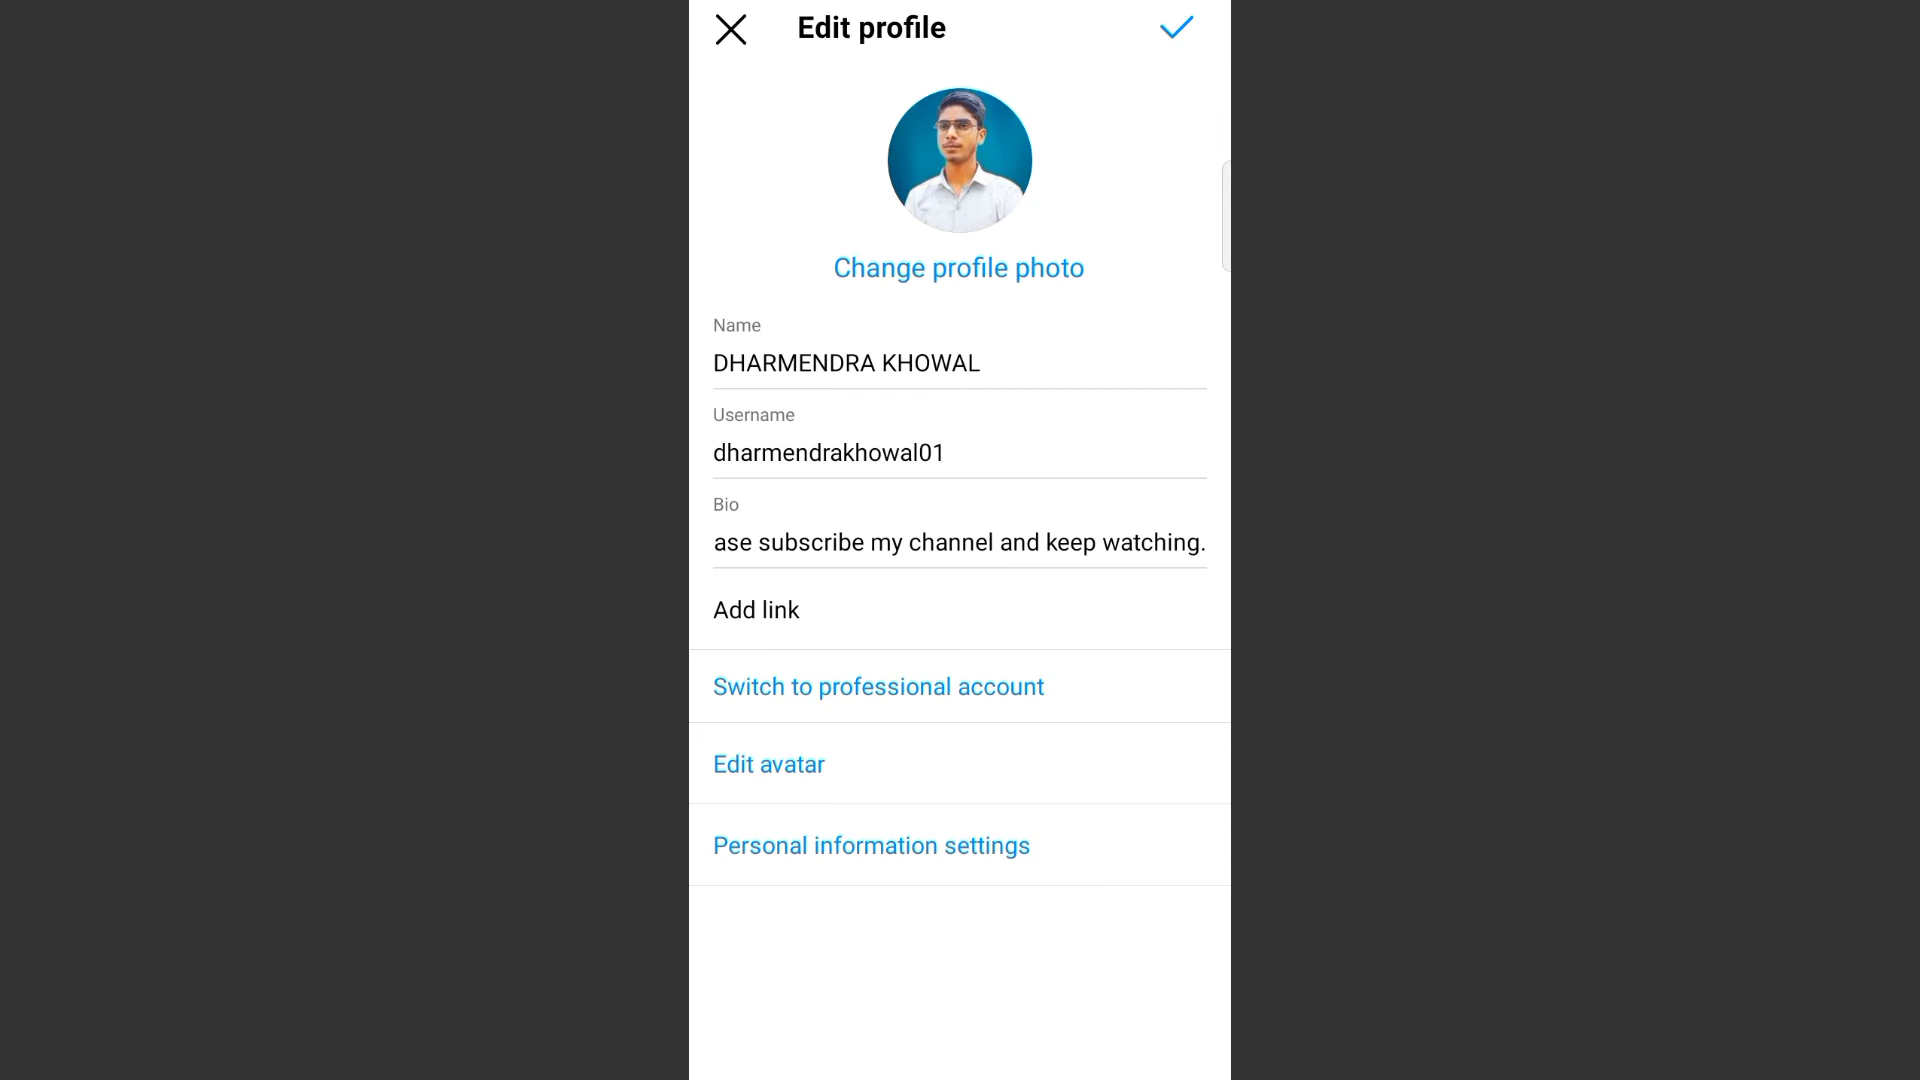 Edit profile
Change profile photo
Name
DHARMENDRA KHOWAL
Username
dharmendrakhowal01
Bio
ase subscribe my channel and keep watching.
Add link
Switch to professional account
Edit avatar
Personal information settings